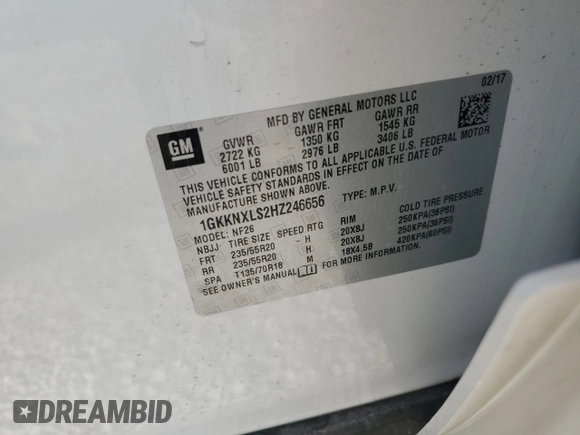 02/17
MFD BY GENERAL MOTORS LLC
GM
GVWR GAWR FRT GAWR RR
2722 KG 1350 KG 1545 KG
6001 LB 2976 LB 3406 LB
THIS VEHICLE CONFORMS TO ALL APPLICABLE U.S. FEDERAL MOTOR
VEHICLE SAFETY STANDARDS IN EFFECT ON THE DATE OF
MANUFACTURE SHOWN ABOVE.
1GKKNXLS2HZ246656 TYPE: M.P.V.
MODEL: NF26
NBJJ TIRE SIZE SPEED RTG RIM COLD TIRE PRESSURE
FRT 235/55R20 - H 20X8J 250KPA(36PSI)
RR 235/55R20 H 20X8J 250KPA(36PSI)
SPA T135/70R18 M 18X4.5B 420KPA(60PSI)
SEE OWNER'S MANUAL FOR MORE INFORMATION.
DREAMBID